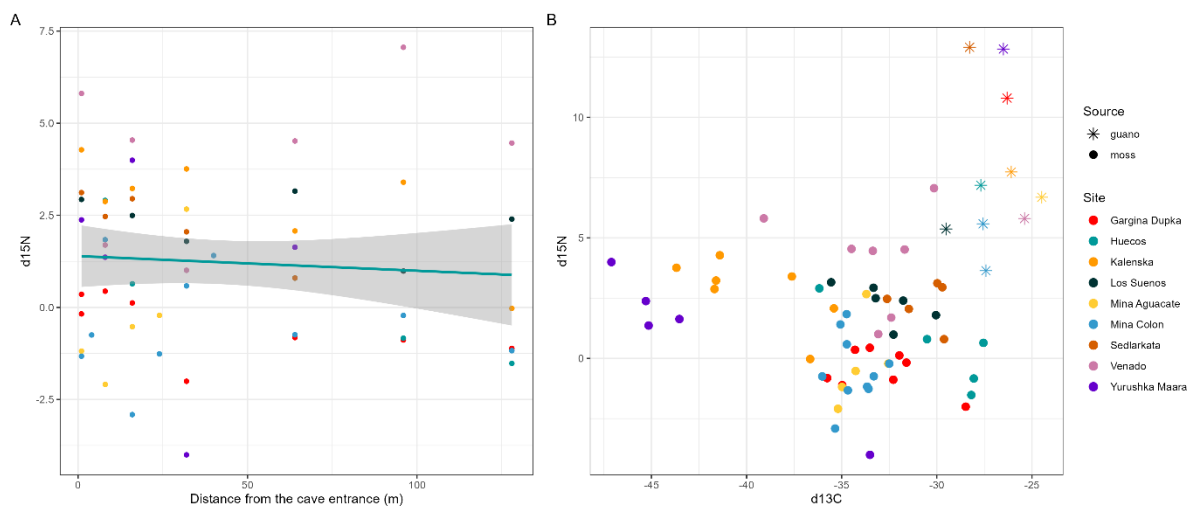 A
7.5
5.0
2.5
0.0
-2.5
d15N
0
50
100
Distance from the cave entrance (m)
B
10
5
0
d15N
-45
-40
-35
-30
-25
d13C
Source
guano
moss
Site
Gargina Dupka
Huecos
Kalenska
Los Suenos
Mina Aguacate
Mina Colon
Sedlarkata
Venado
Yurushka Maara